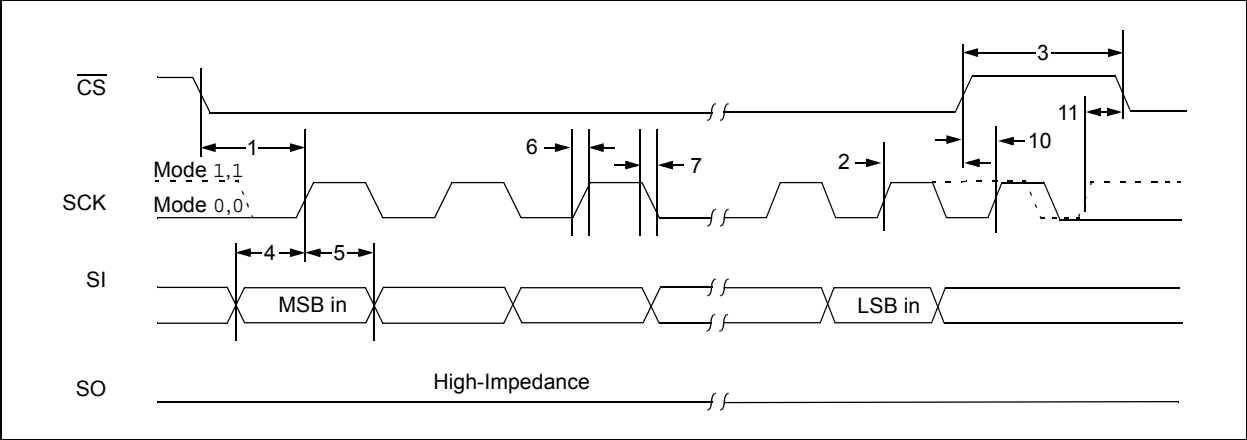 3
CS
11
1
6
10
7
2
Mode 1,1
SCK
Mode 0,0
4
5
SI
MSB in
LSB in
High-Impedance
SO